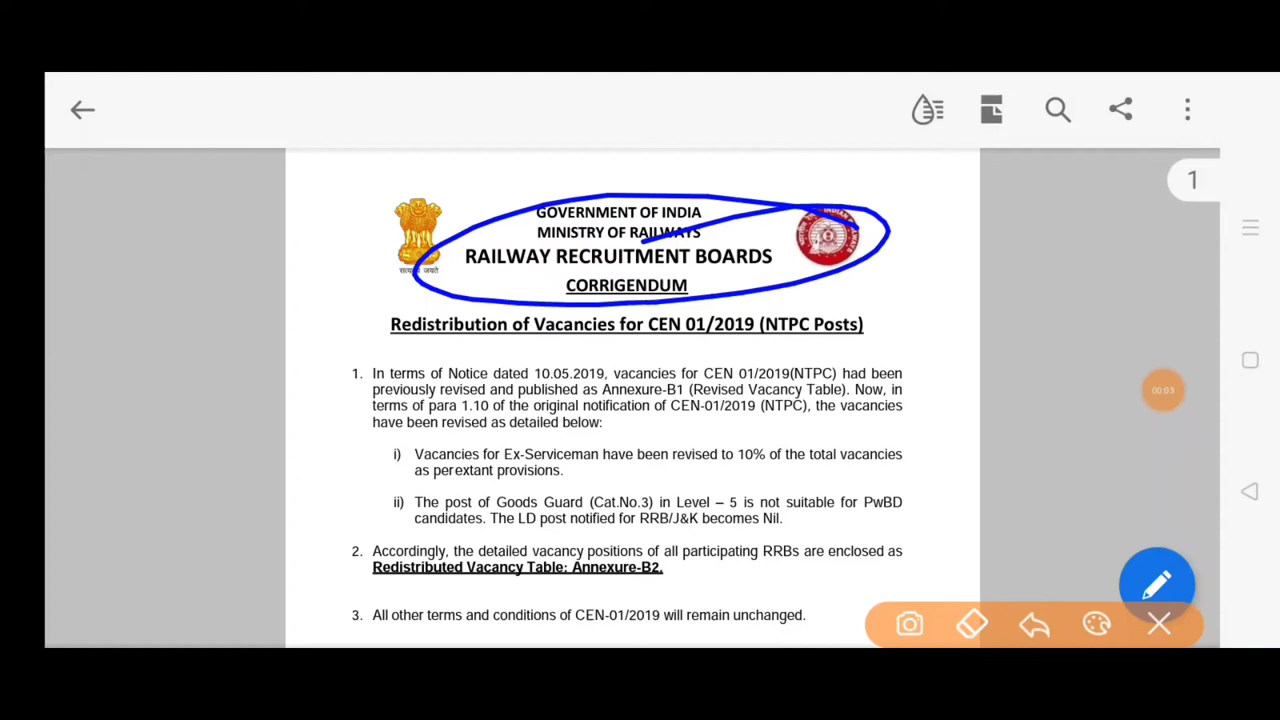 1
GOVERNMENT OF INDIA
MINISTRY OF RAILWAYS
RAILWAY RECRUITMENT BOARDS
CORRIGENDUM
Redistribution of Vacancies for CEN 01/2019 (NTPC Posts)
1. In terms of Notice dated 10.05.2019, vacancies for CEN 01/2019(NTPC) had been
previously revised and published as Annexure-B1 (Revised Vacancy Table). Now, in
terms of para 1.10 of the original notification of CEN-01/2019 (NTPC), the vacancies
have been revised as detailed below:
i) Vacancies for Ex-Serviceman have been revised to 10% of the total vacancies
as per extant provisions.
ii) The post of Goods Guard (Cat.No.3) in Level – 5 is not suitable for PwBD
candidates. The LD post notified for RRB/J&K becomes Nil.
2. Accordingly, the detailed vacancy positions of all participating RRBs are enclosed as
Redistributed Vacancy Table: Annexure-B2.
3. All other terms and conditions of CEN-01/2019 will remain unchanged.
00:03